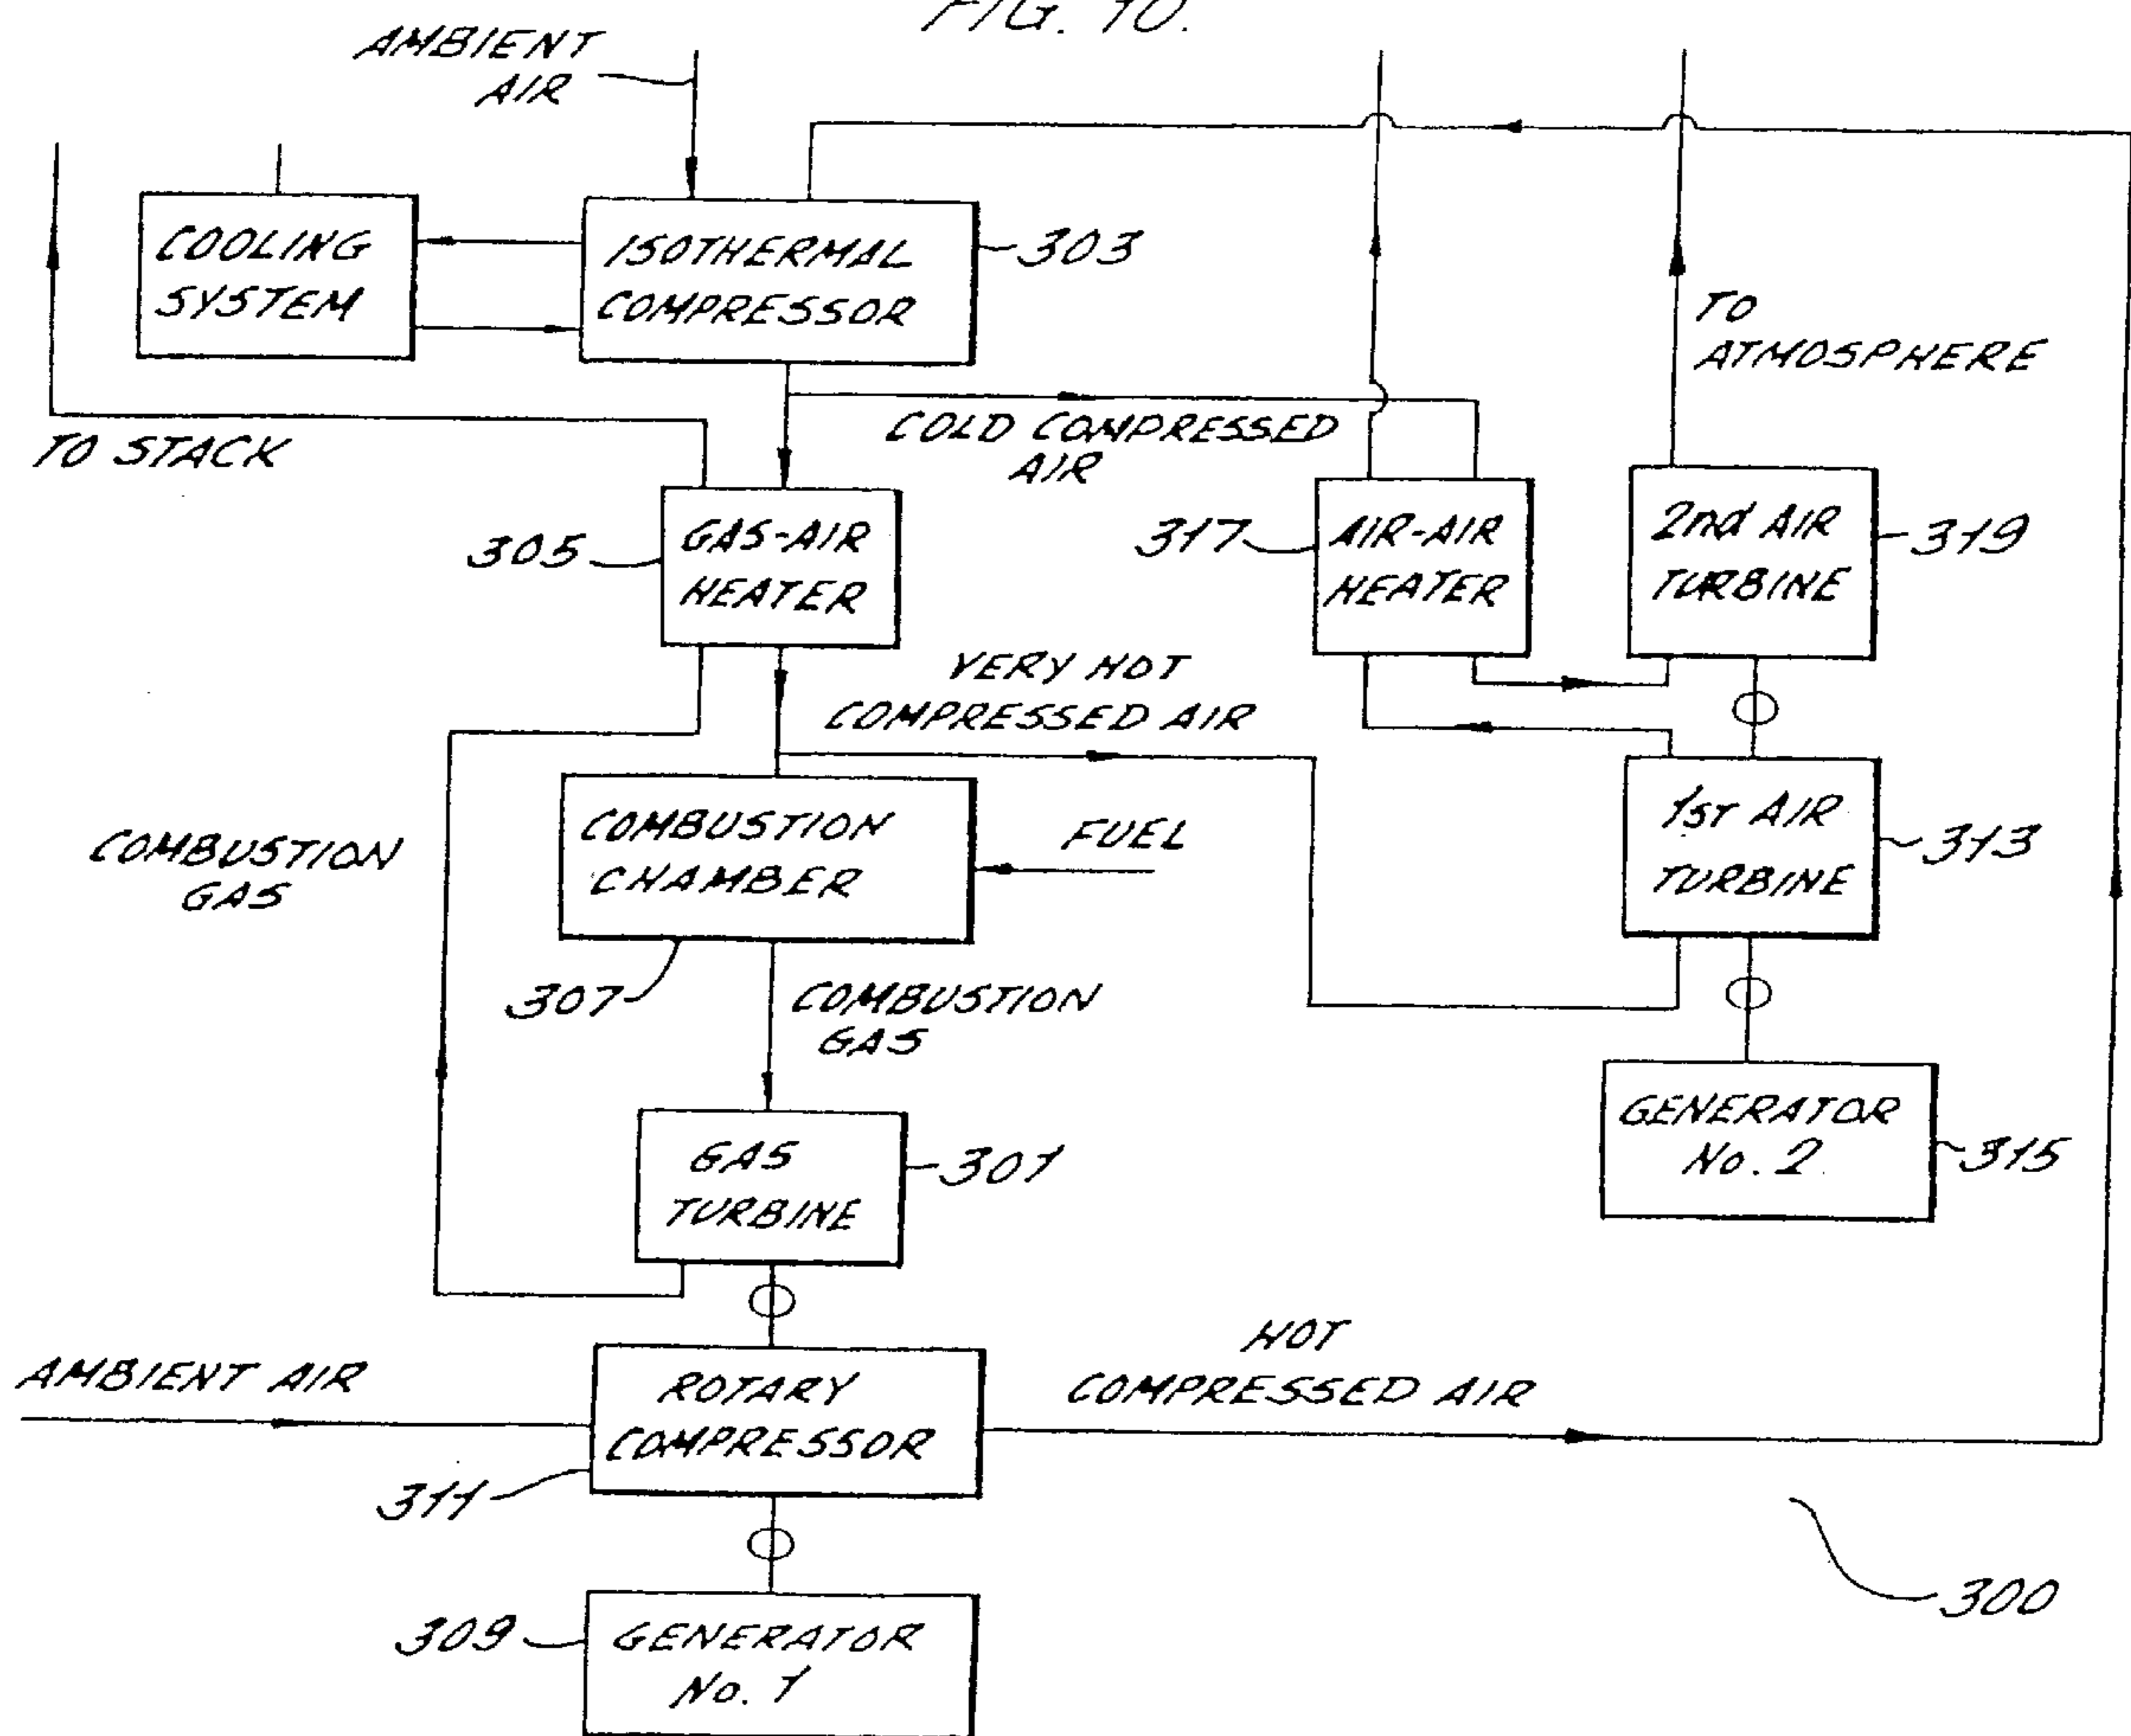 FIG. 10.
AMBIENT
AIR
COOLING
SYSTEM
ISOTHERMAL
COMPRESSOR
303
TO
ATMOSPHERE
TO STACK
COLD COMPRESSED
AIR
305
GAS-AIR
HEATER
317
AIR-AIR
HEATER
2nd AIR
TURBINE
319
VERY HOT
COMPRESSED AIR
COMBUSTION
GAS
COMBUSTION
CHAMBER
FUEL
1ST AIR
TURBINE
313
307
COMBUSTION
GAS
GAS
TURBINE
301
GENERATOR
No. 2
315
AMBIENT AIR
ROTARY
COMPRESSOR
HOT
COMPRESSED AIR
311
300
309
GENERATOR
No. 1